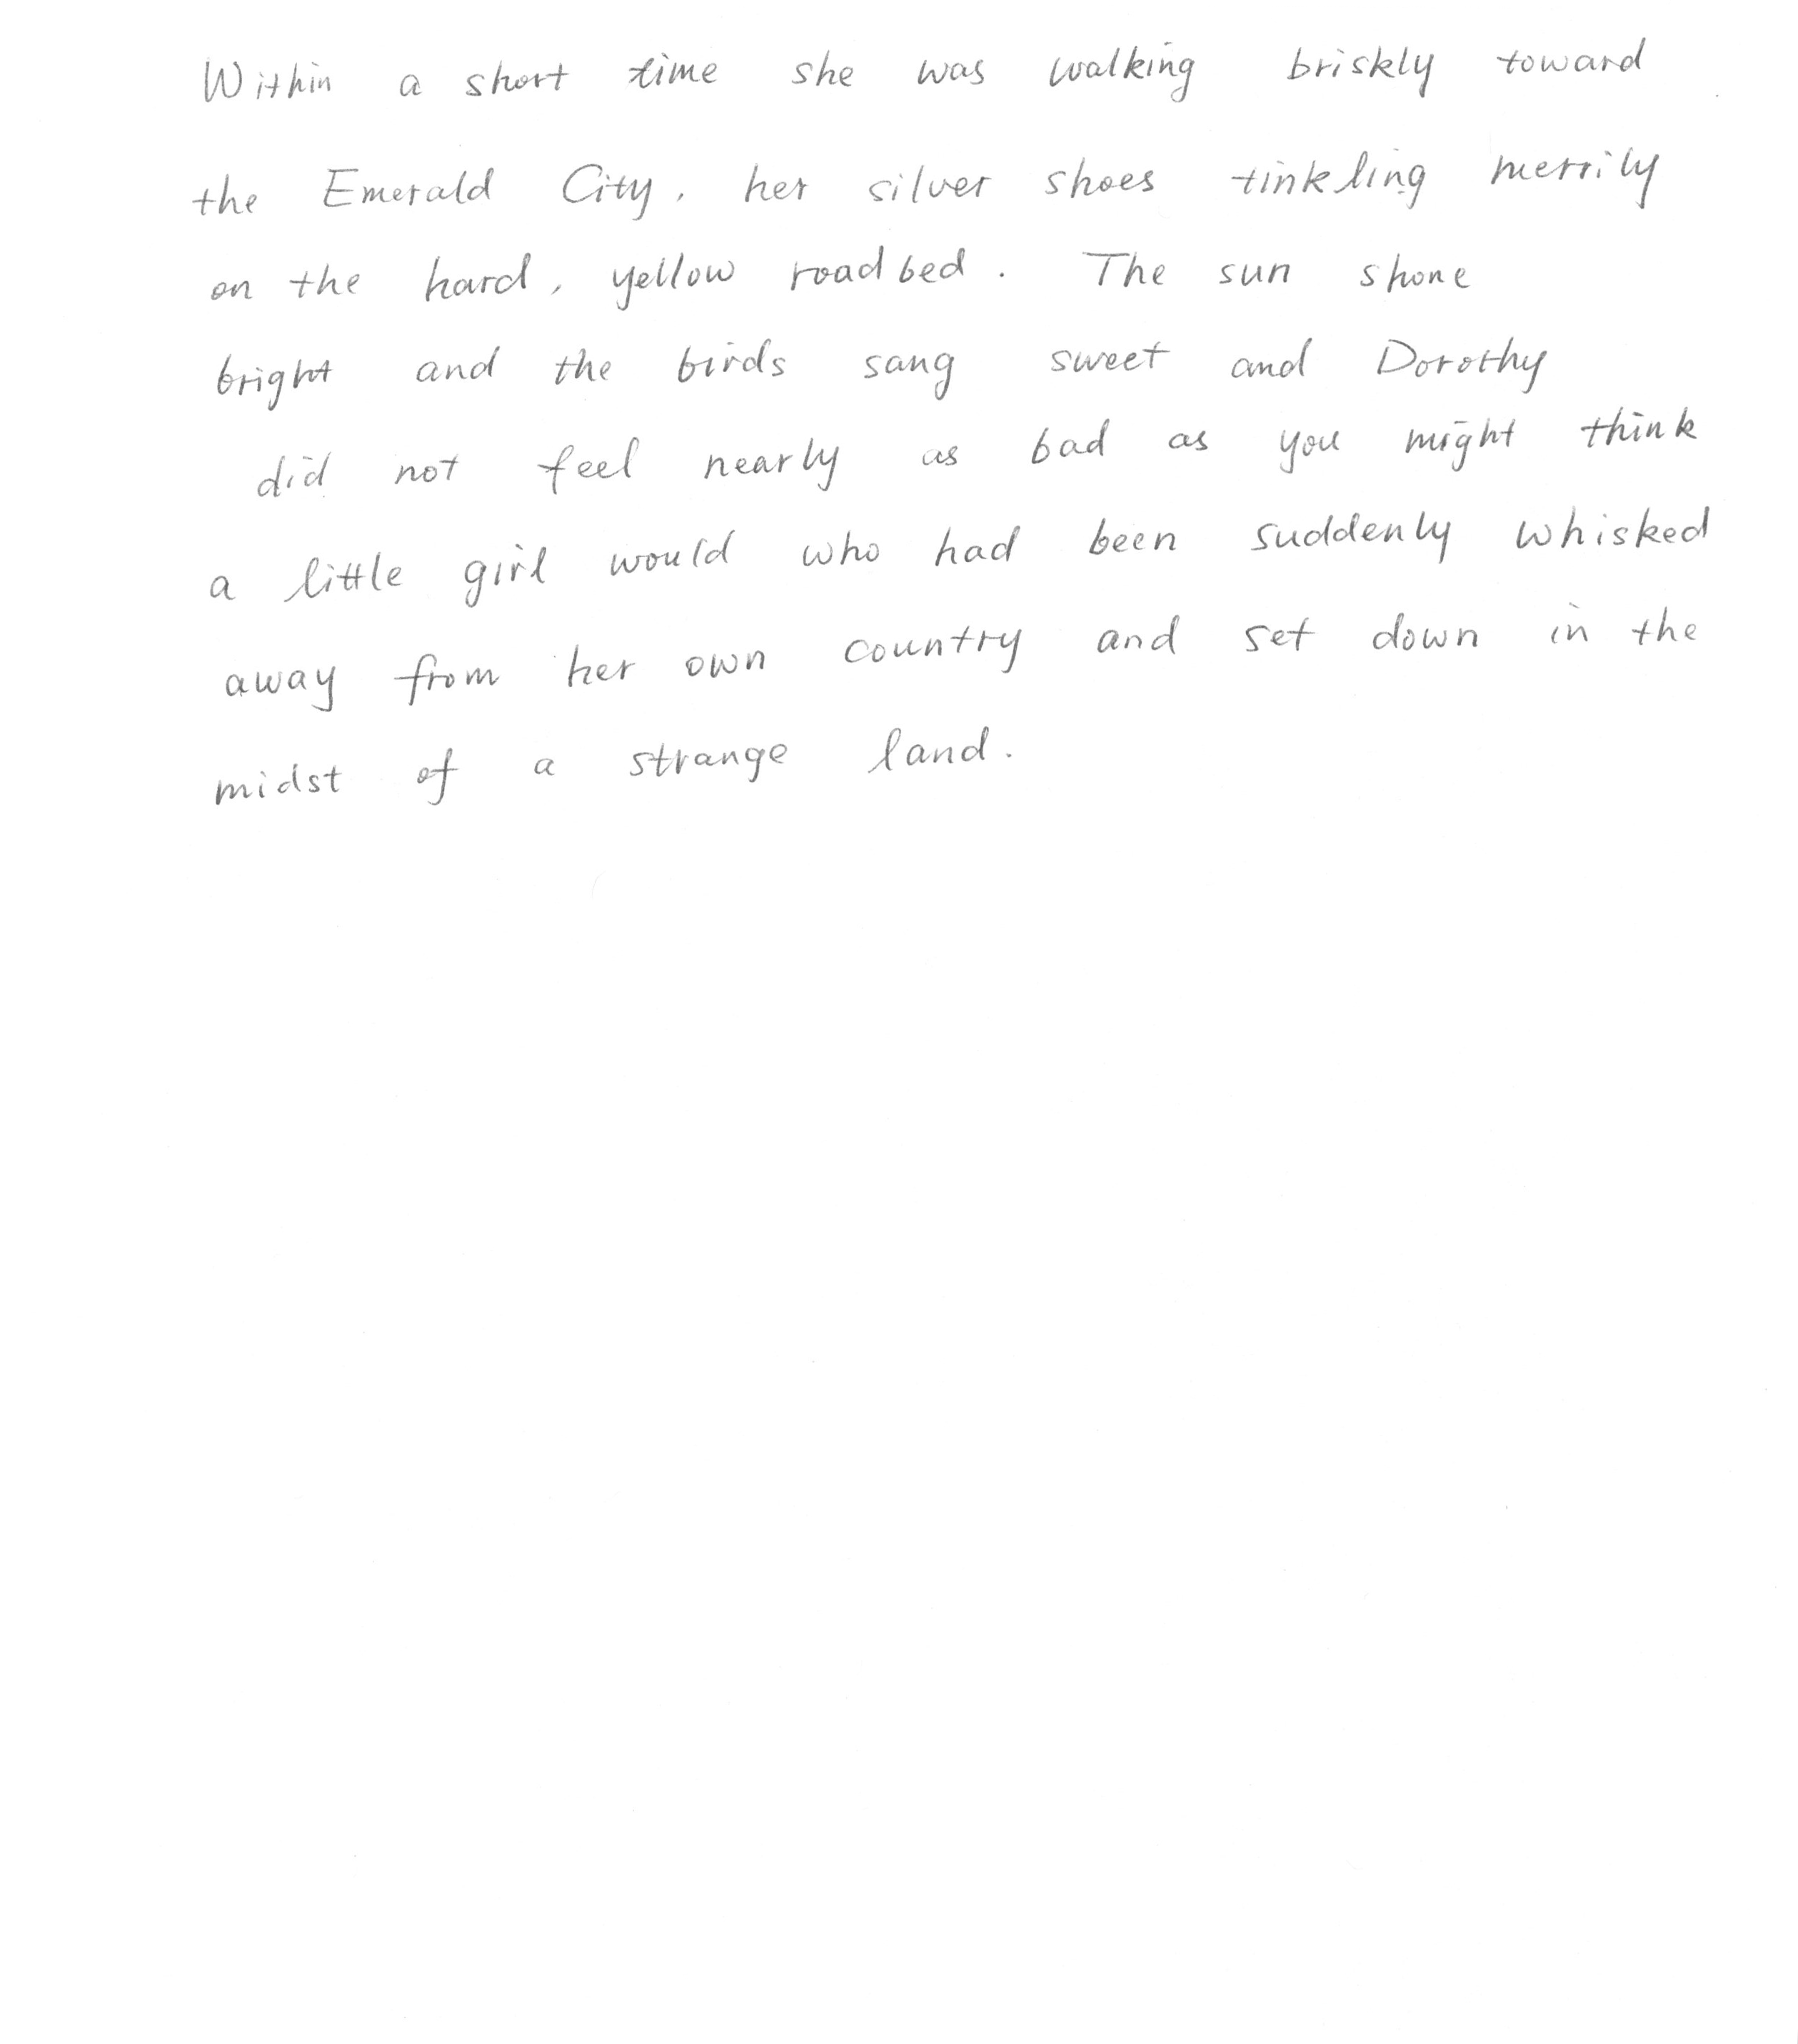 Within a short time she was walking briskly toward
the Emerald City, her silver shoes tinkling merrily
on the hard, yellow roadbed. The sun shone
bright and the birds sang sweet and Dorothy
did not feel nearly as bad as you might think
a little girl would who had been suddenly whisked
away from her own country and set down in the
midst of a strange land.